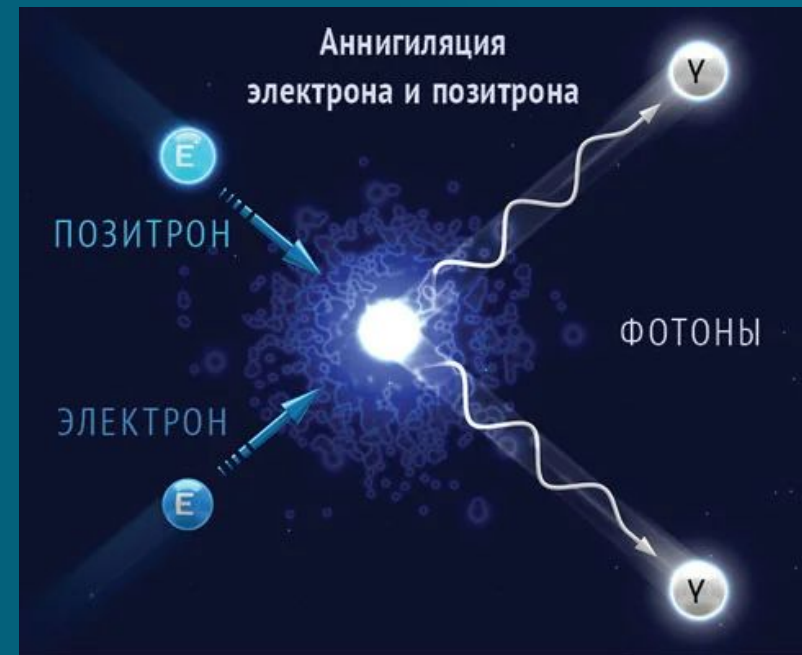 Аннигиляция
электрона и позитрона
Y
E
ПОЗИТРОН
ФОТОНЫ
ЭЛЕКТРОН
E
Y